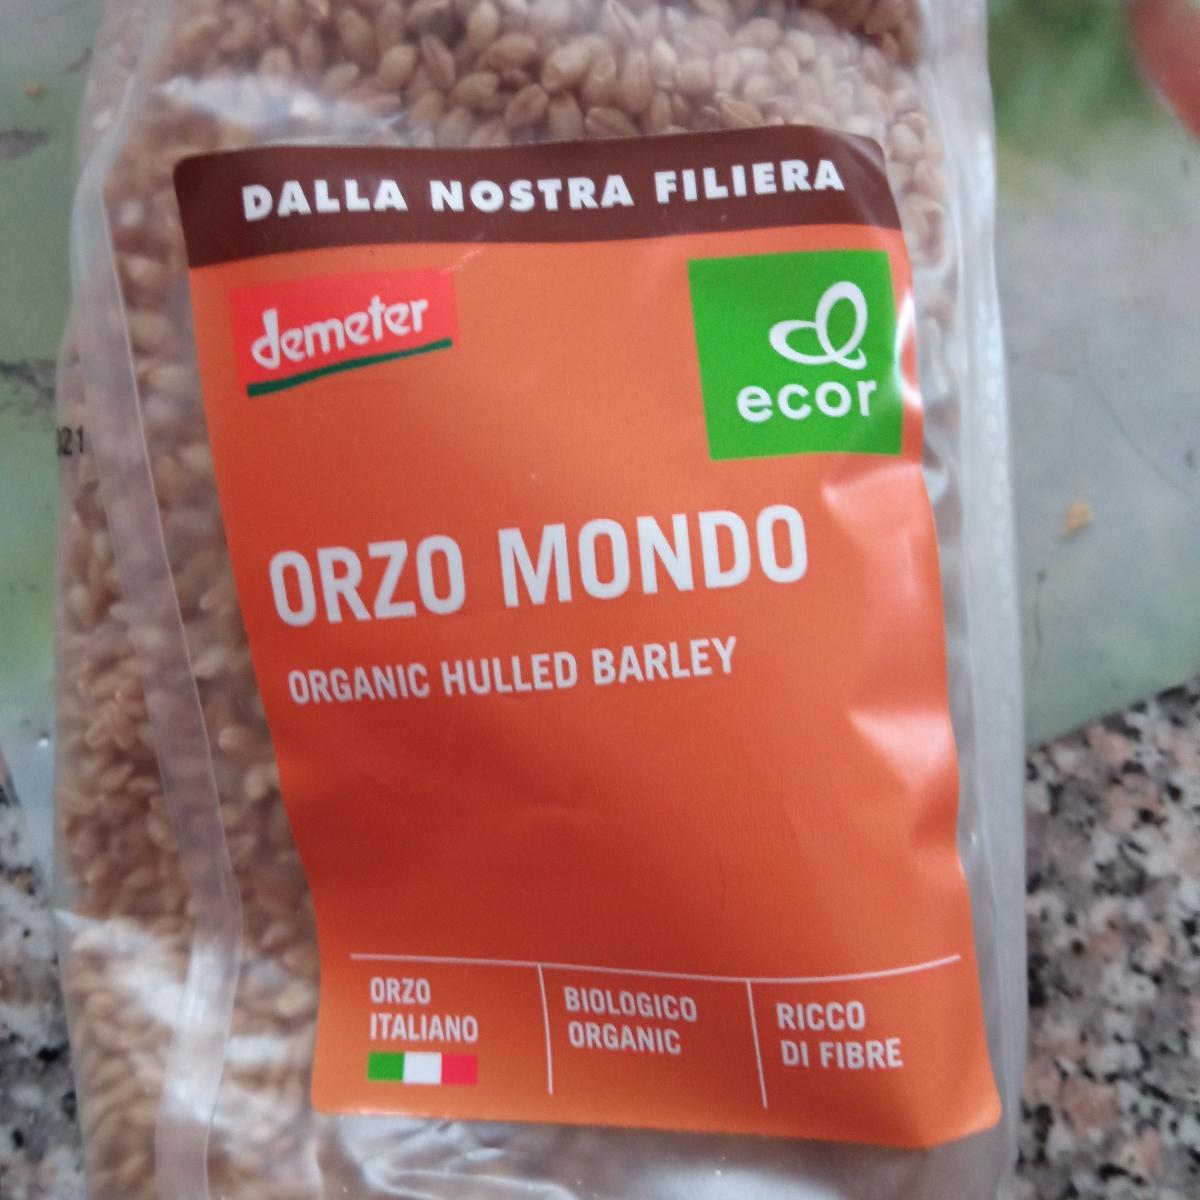 DALLA NOSTRA FILIERA
demeter
ecor
ORZO MONDO
ORGANIC HULLED BARLEY
ORZO
ITALIANO
BIOLOGICO
ORGANIC
RICCO
DI FIBRE